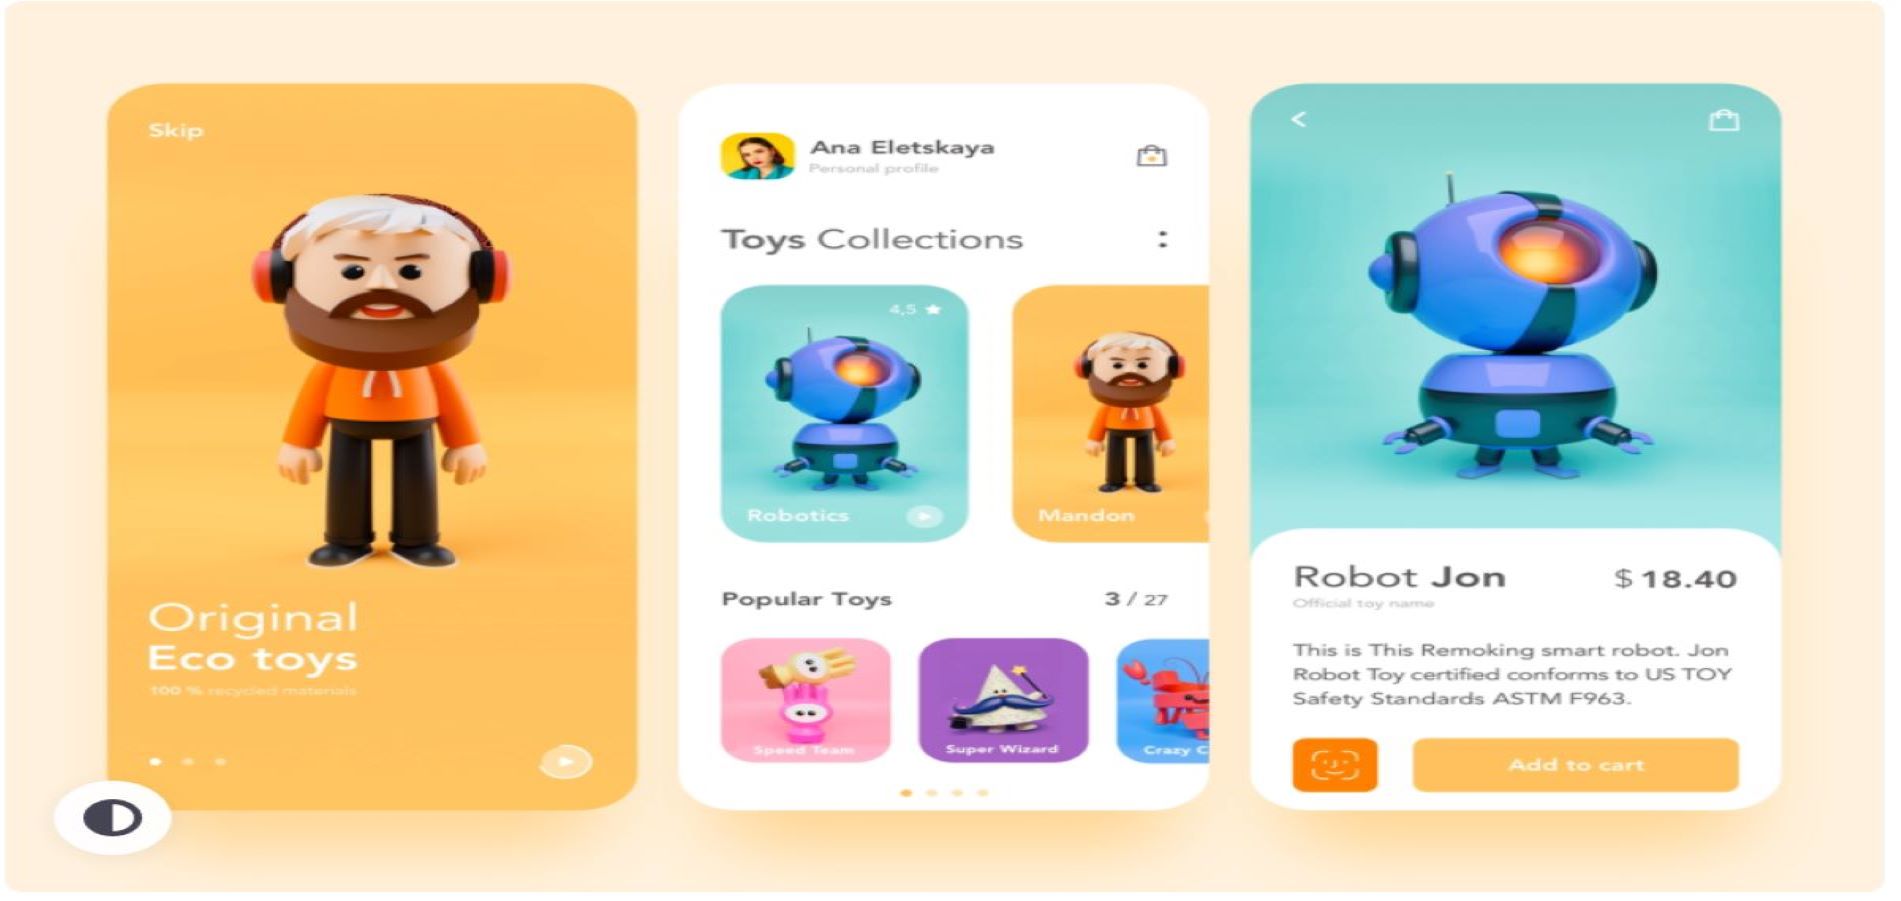 Skip
Original
Eco toys
100 % recycled materials
Ana Eletskaya
Personal profile
Toys Collections
4,5
Robotics
Mandon
Popular Toys
3 / 27
Speed Team
Super Wizard
Crazy C
Robot Jon
$ 18.40
Official toy name
This is This Remoking smart robot. Jon
Robot Toy certified conforms to US TOY
Safety Standards ASTM F963.
Add to cart